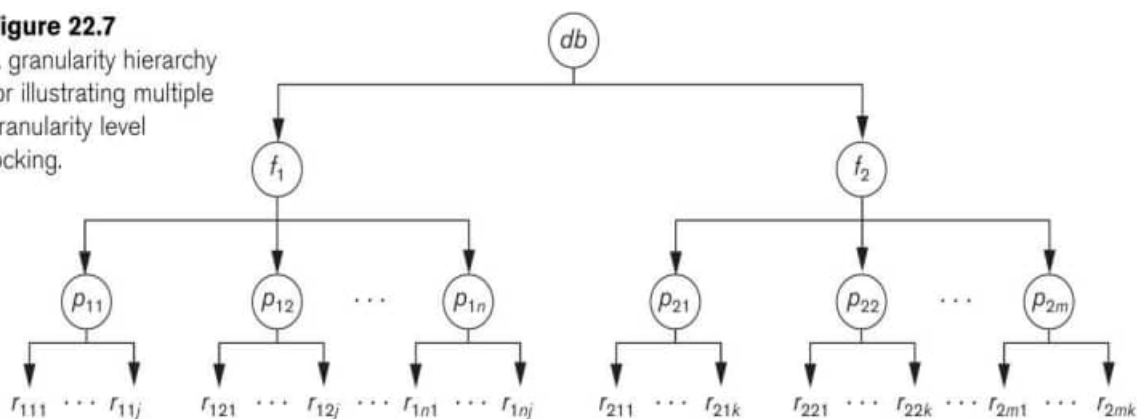 igure 22.7
granularity hierarchy
or illustrating multiple
ranularity level
ocking.
db
f₁ f₂
p₁₁ p₁₂ · · · p₁ₙ p₂₁ p₂₂ · · · p₂ₘ
r₁₁₁ · · · r₁₁ⱼ r₁₂₁ · · · r₁₂ⱼ · · · r₁ₙ₁ · · · r₁ₙⱼ r₂₁₁ · · · r₂₁ₖ r₂₂₁ · · · r₂₂ₖ · · · r₂ₘ₁ · · · r₂ₘₖ